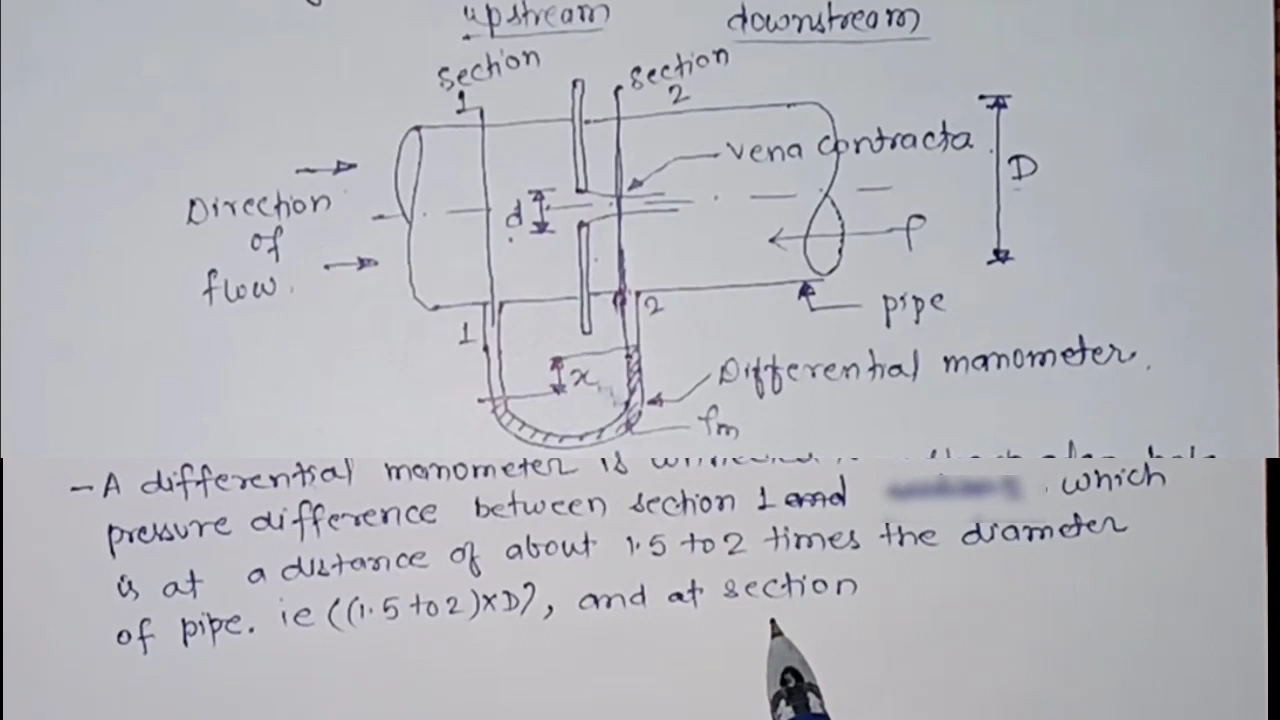 upstream downstream
section section
1 2
vena contracta
D
Direction
of
flow.
d
ρ
1 2
pipe
x
Differential manometer.
ρm
- A differential manometer is
pressure difference between section 1 and which
is at a distance of about 1.5 to 2 times the diameter
of pipe. ie ((1.5 to 2)×D), and at section